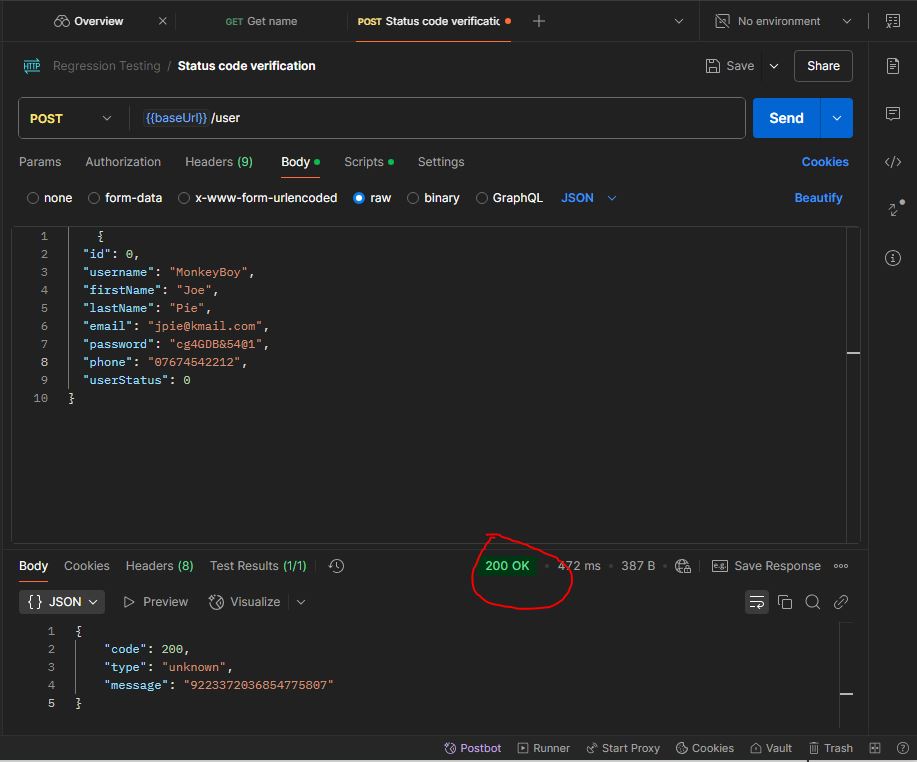 Overview
GET Get name
POST Status code verificatic
No environment
HTTP Regression Testing / Status code verification
Save
Share
POST
{{baseUrl}} /user
Send
Params Authorization Headers (9) Body Scripts Settings
Cookies
none form-data x-www-form-urlencoded raw binary GraphQL JSON
Beautify
1 {
2 "id": 0,
3 "username": "MonkeyBoy",
4 "firstName": "Joe",
5 "lastName": "Pie",
6 "email": "jpie@kmail.com",
7 "password": "cg4GDB&54@1",
8 "phone": "07674542212",
9 "userStatus": 0
10 }
Body Cookies Headers (8) Test Results (1/1)
200 OK 472 ms 387 B
e.g. Save Response
{} JSON Preview Visualize
1 {
2 "code": 200,
3 "type": "unknown",
4 "message": "9223372036854775807"
5 }
Postbot Runner Start Proxy Cookies Vault Trash